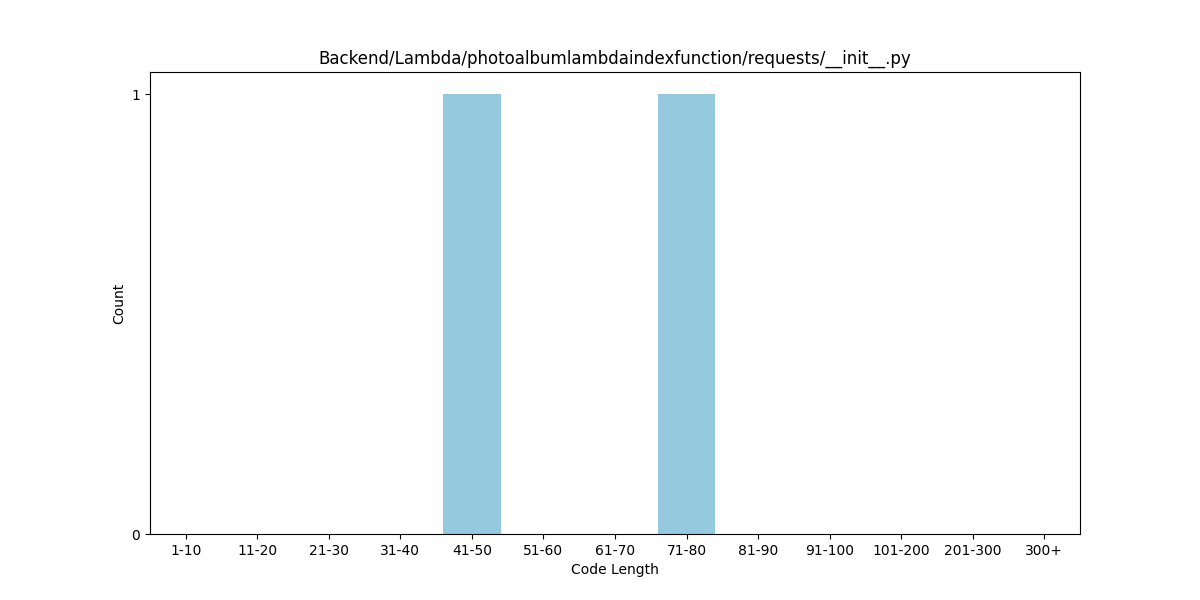 Backend/Lambda/photoalbumlambdaindexfunction/requests/__init__.py
1
Count
0
1-10 11-20 21-30 31-40 41-50 51-60 61-70 71-80 81-90 91-100 101-200 201-300 300+
Code Length